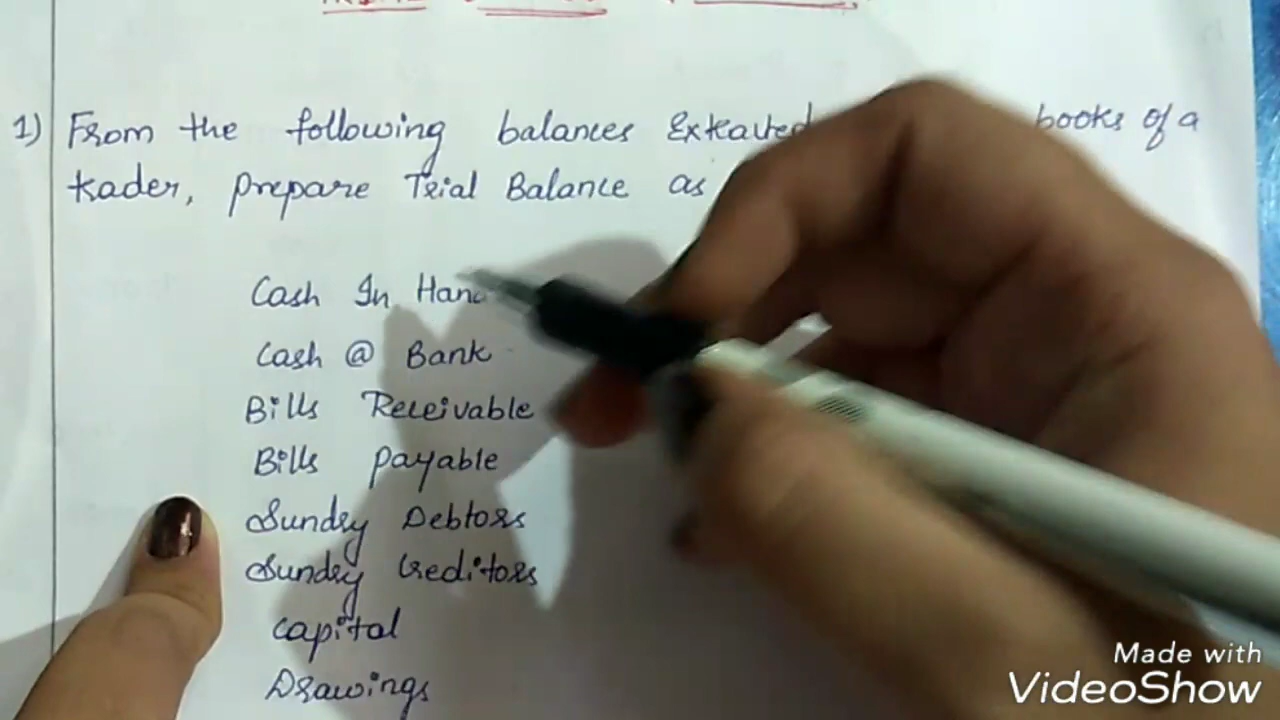 1) From the following balances books of a
trader, prepare Trial Balance as
Cash In Hand
Cash @ Bank
Bills Receivable
Bills payable
Sundry Debtors
Sundry Creditors
capital
Drawings
Made with
VideoShow